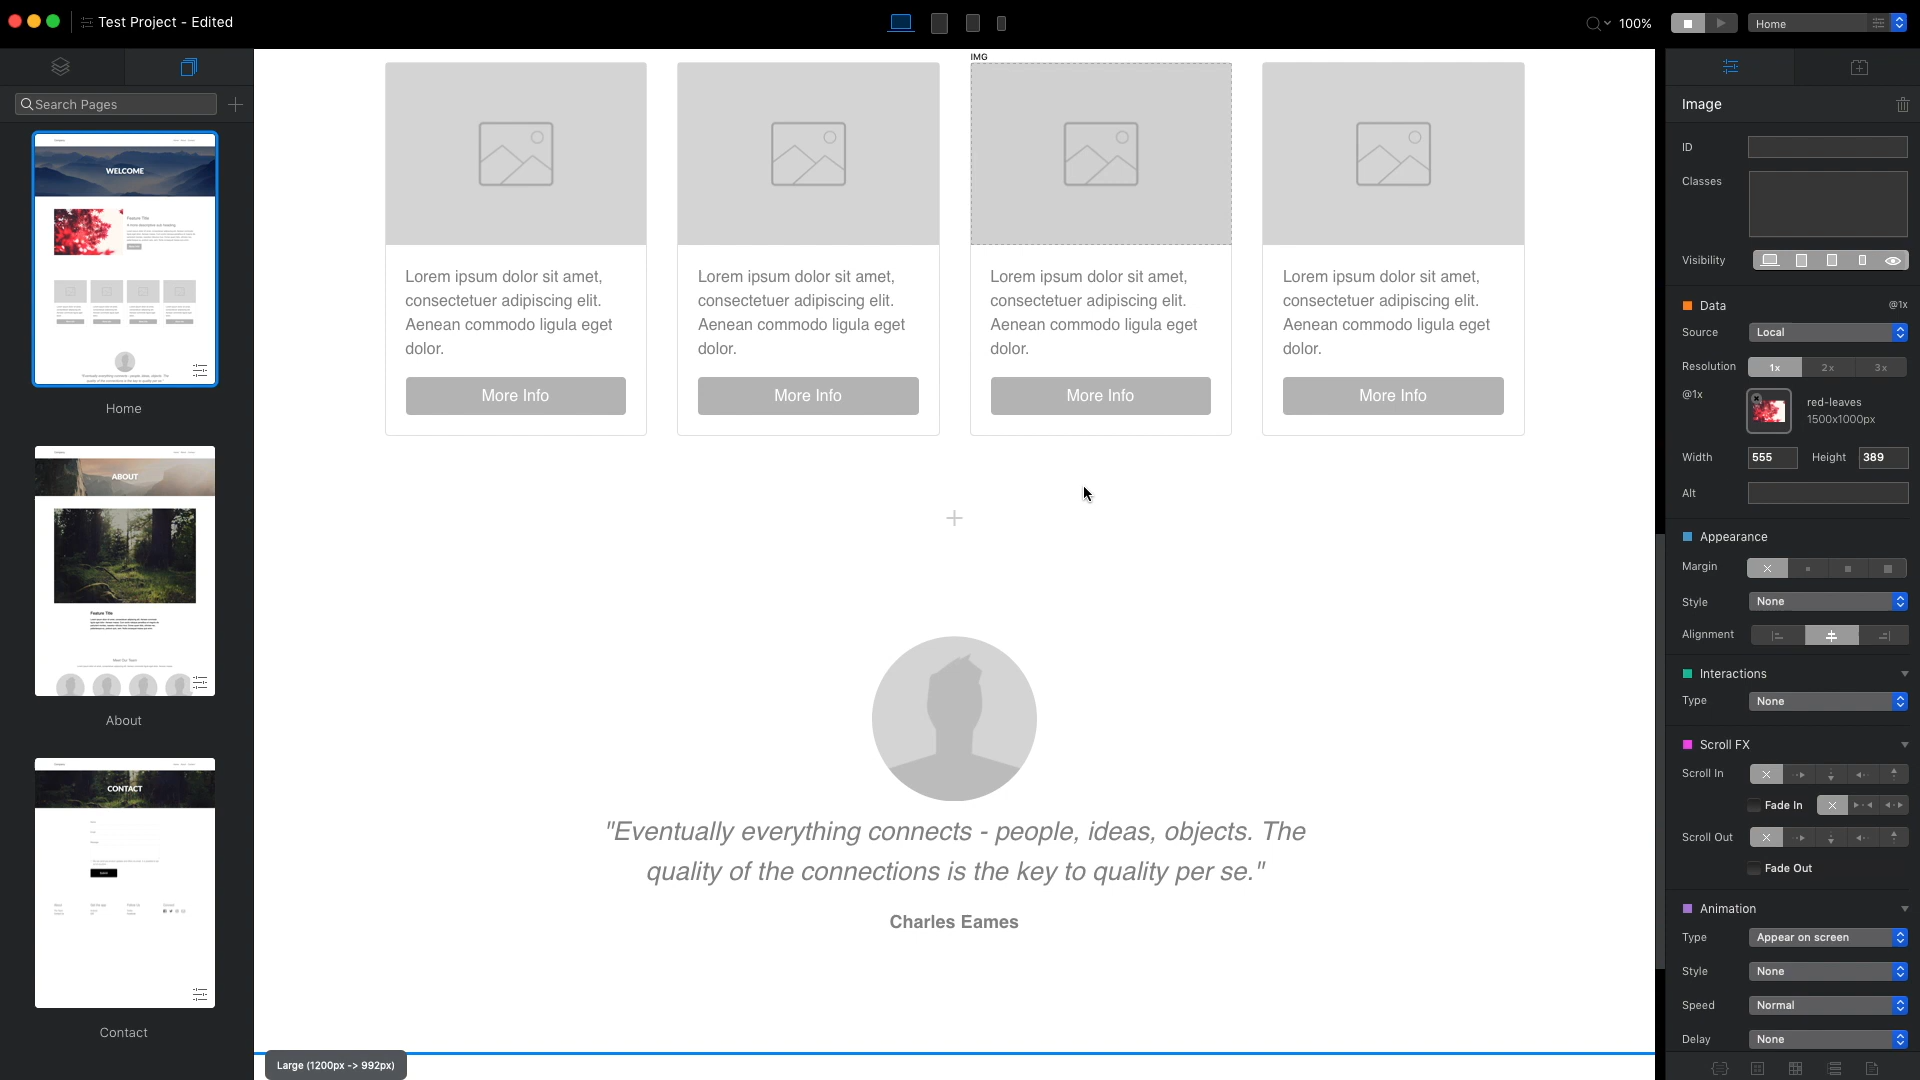 Test Project - Edited
100%
Home
Search Pages
WELCOME
Feature Title
Home
ABOUT
Feature Title
Meet Our Team
About
CONTACT
Contact
IMG
Lorem ipsum dolor sit amet,
consectetuer adipiscing elit.
Aenean commodo ligula eget
dolor.
More Info
Lorem ipsum dolor sit amet,
consectetuer adipiscing elit.
Aenean commodo ligula eget
dolor.
More Info
Lorem ipsum dolor sit amet,
consectetuer adipiscing elit.
Aenean commodo ligula eget
dolor.
More Info
Lorem ipsum dolor sit amet,
consectetuer adipiscing elit.
Aenean commodo ligula eget
dolor.
More Info
"Eventually everything connects - people, ideas, objects. The
quality of the connections is the key to quality per se."
Charles Eames
Large (1200px -> 992px)
Image
ID
Classes
Visibility
Data @1x
Source Local
Resolution 1x 2x 3x
@1x red-leaves
1500x1000px
Width 555 Height 389
Alt
Appearance
Margin
Style None
Alignment
Interactions
Type None
Scroll FX
Scroll In
Fade In
Scroll Out
Fade Out
Animation
Type Appear on screen
Style None
Speed Normal
Delay None